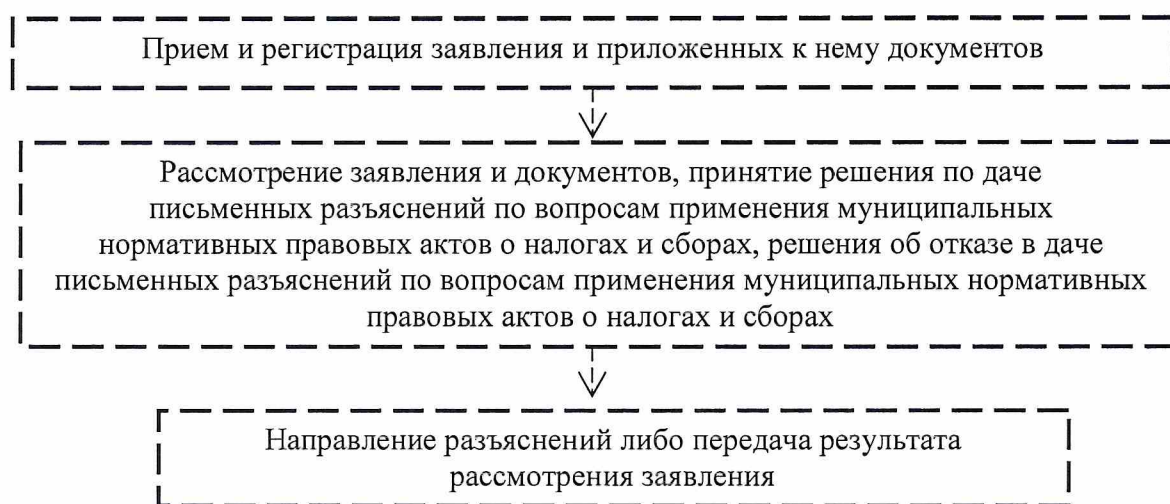 Прием и регистрация заявления и приложенных к нему документов
Рассмотрение заявления и документов, принятие решения по даче
письменных разъяснений по вопросам применения муниципальных
нормативных правовых актов о налогах и сборах, решения об отказе в даче
письменных разъяснений по вопросам применения муниципальных нормативных
правовых актов о налогах и сборах
Направление разъяснений либо передача результата
рассмотрения заявления